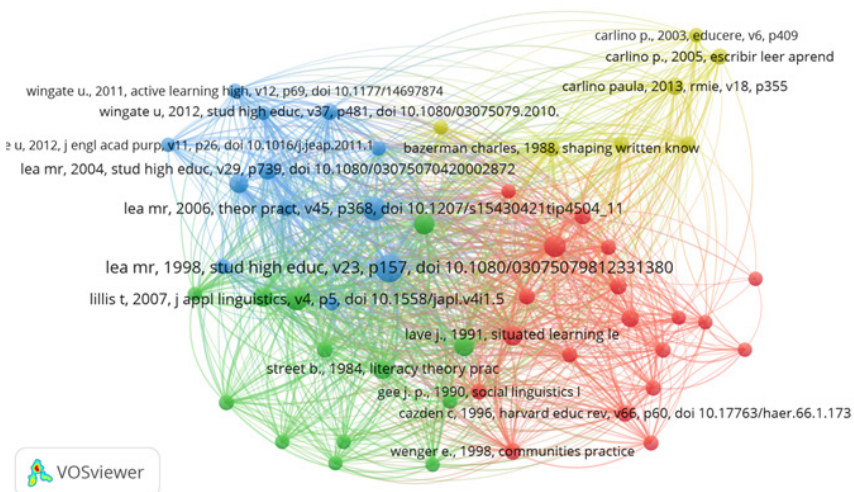 carlino p., 2003, educere, v6, p409
carlino p., 2005, escribir leer aprend
carlino paula, 2013, rmie, v18, p355
wingate u., 2011, active learning high, v12, p69, doi 10.1177/14697874
wingate u, 2012, stud high educ, v37, p481, doi 10.1080/03075079.2010.
e u, 2012, j engl acad purp, v11, p26, doi 10.1016/j.jeap.2011.1
bazerman charles, 1988, shaping written know
lea mr, 2004, stud high educ, v29, p739, doi 10.1080/03075070420002872
lea mr, 2006, theor pract, v45, p368, doi 10.1207/s15430421tip4504_11
lea mr, 1998, stud high educ, v23, p157, doi 10.1080/03075079812331380
lillis t, 2007, j appl linguistics, v4, p5, doi 10.1558/japl.v4i1.5
lave j., 1991, situated learning le
street b., 1984, literacy theory prac
gee j. p., 1990, social linguistics l
cazden c, 1996, harvard educ rev, v66, p60, doi 10.17763/haer.66.1.173
wenger e., 1998, communities practice
VOSviewer